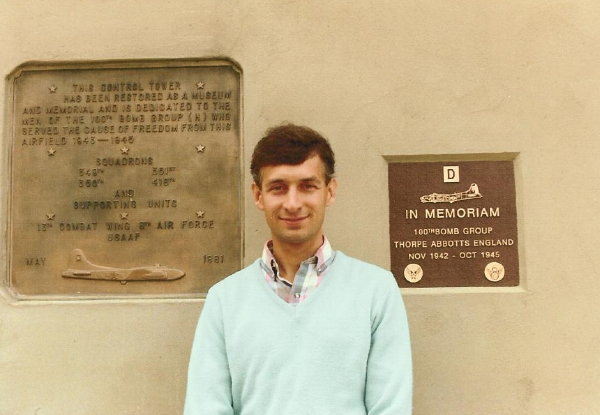 THIS CONTROL TOWER
HAS BEEN RESTORED AS A MUSEUM
AND MEMORIAL AND IS DEDICATED TO THE
MEN OF THE 100TH BOMB GROUP (H) WHO
SERVED THE CAUSE OF FREEDOM FROM THIS
AIRFIELD 1943-1945
SQUADRONS
349TH 351ST
350TH 418TH
AND
SUPPORTING UNITS
13TH COMBAT WING 8TH AIR FORCE
USAAF
MAY 1981
D
IN MEMORIAM
100TH BOMB GROUP
THORPE ABBOTTS ENGLAND
NOV 1942 - OCT 1945